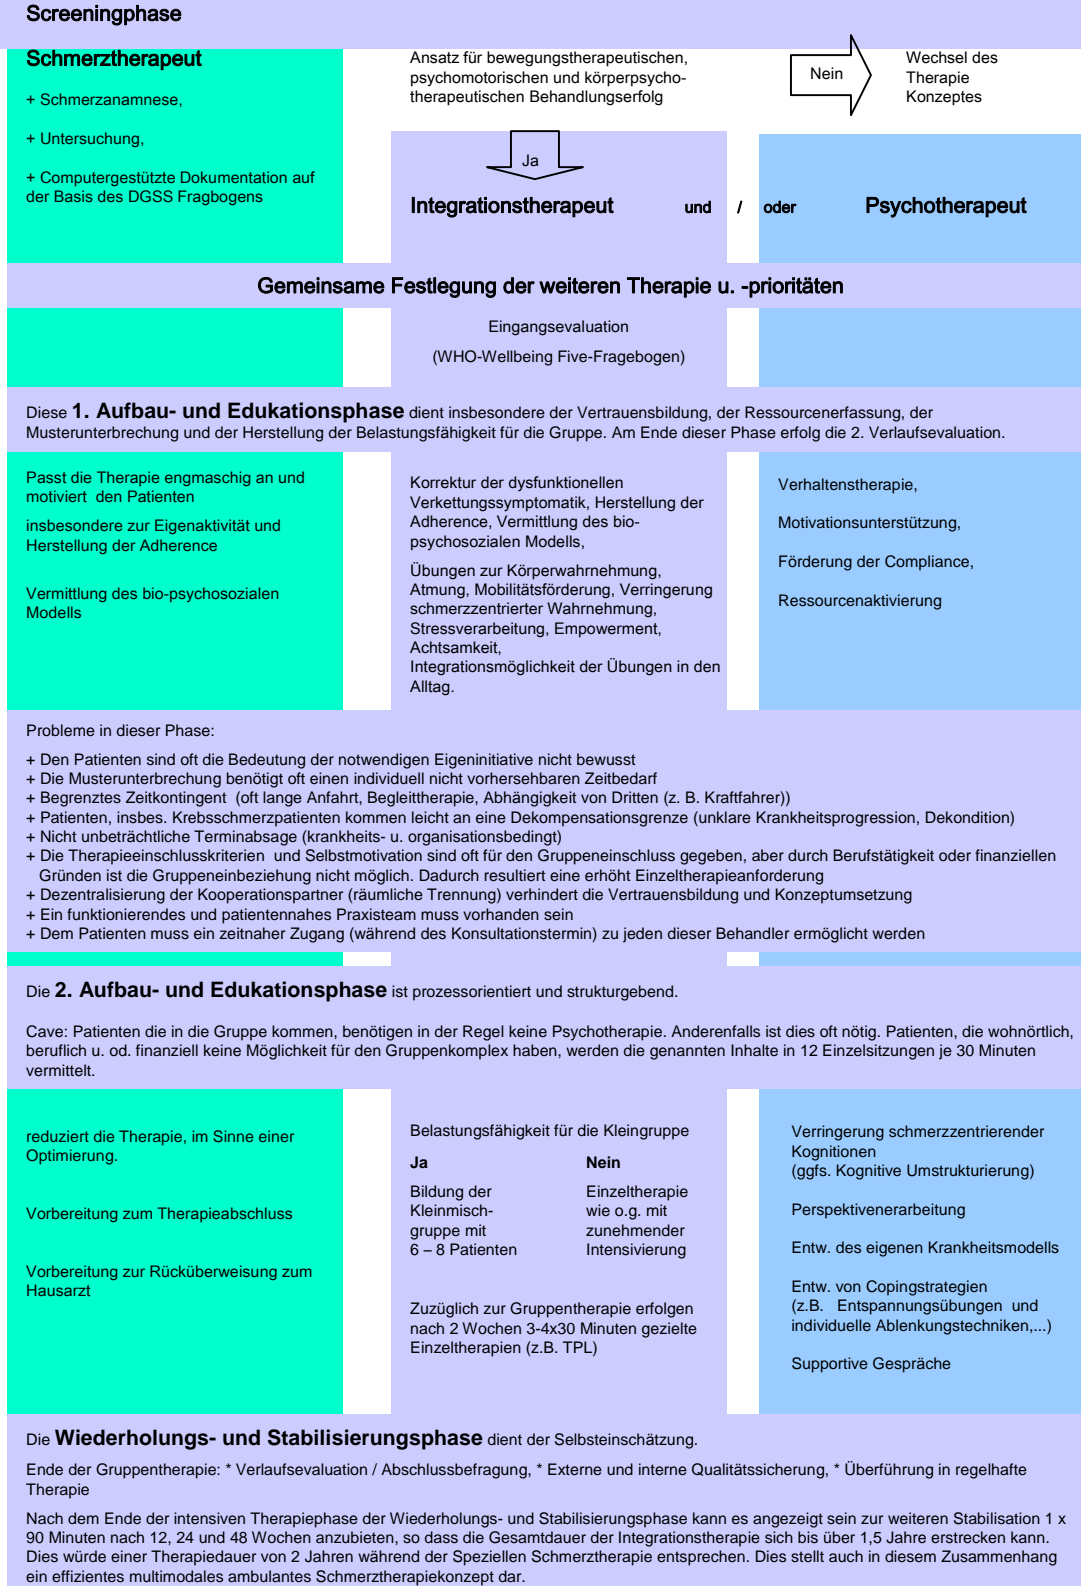 Screeningphase
Schmerztherapeut
+ Schmerzanamnese,
+ Untersuchung,
+ Computergestützte Dokumentation auf
der Basis des DGSS Fragbogens
Ansatz für bewegungstherapeutischen,
psychomotorischen und körperpsycho-
therapeutischen Behandlungserfolg
Nein
Wechsel des
Therapie
Konzeptes
Ja
Integrationstherapeut und / oder Psychotherapeut
Gemeinsame Festlegung der weiteren Therapie u. -prioritäten
Eingangsevaluation
(WHO-Wellbeing Five-Fragebogen)
Diese 1. Aufbau- und Edukationsphase dient insbesondere der Vertrauensbildung, der Ressourcenerfassung, der
Musterunterbrechung und der Herstellung der Belastungsfähigkeit für die Gruppe. Am Ende dieser Phase erfolg die 2. Verlaufsevaluation.
Passt die Therapie engmaschig an und
motiviert den Patienten
insbesondere zur Eigenaktivität und
Herstellung der Adherence
Vermittlung des bio-psychosozialen
Modells
Korrektur der dysfunktionellen
Verkettungssymptomatik, Herstellung der
Adherence, Vermittlung des bio-
psychosozialen Modells,
Übungen zur Körperwahrnehmung,
Atmung, Mobilitätsförderung, Verringerung
schmerzzentrierter Wahrnehmung,
Stressverarbeitung, Empowerment,
Achtsamkeit,
Integrationsmöglichkeit der Übungen in den
Alltag.
Verhaltenstherapie,
Motivationsunterstützung,
Förderung der Compliance,
Ressourcenaktivierung
Probleme in dieser Phase:
+ Den Patienten sind oft die Bedeutung der notwendigen Eigeninitiative nicht bewusst
+ Die Musterunterbrechung benötigt oft einen individuell nicht vorhersehbaren Zeitbedarf
+ Begrenztes Zeitkontingent (oft lange Anfahrt, Begleittherapie, Abhängigkeit von Dritten (z. B. Kraftfahrer))
+ Patienten, insbes. Krebsschmerzpatienten kommen leicht an eine Dekompensationsgrenze (unklare Krankheitsprogression, Dekondition)
+ Nicht unbeträchtliche Terminabsage (krankheits- u. organisationsbedingt)
+ Die Therapieeinschlusskriterien und Selbstmotivation sind oft für den Gruppeneinschluss gegeben, aber durch Berufstätigkeit oder finanziellen
Gründen ist die Gruppeneinbeziehung nicht möglich. Dadurch resultiert eine erhöht Einzeltherapieanforderung
+ Dezentralisierung der Kooperationspartner (räumliche Trennung) verhindert die Vertrauensbildung und Konzeptumsetzung
+ Ein funktionierendes und patientennahes Praxisteam muss vorhanden sein
+ Dem Patienten muss ein zeitnaher Zugang (während des Konsultationstermin) zu jeden dieser Behandler ermöglicht werden
Die 2. Aufbau- und Edukationsphase ist prozessorientiert und strukturgebend.
Cave: Patienten die in die Gruppe kommen, benötigen in der Regel keine Psychotherapie. Anderenfalls ist dies oft nötig. Patienten, die wohnörtlich,
beruflich u. od. finanziell keine Möglichkeit für den Gruppenkomplex haben, werden die genannten Inhalte in 12 Einzelsitzungen je 30 Minuten
vermittelt.
reduziert die Therapie, im Sinne einer
Optimierung.
Vorbereitung zum Therapieabschluss
Vorbereitung zur Rücküberweisung zum
Hausarzt
Belastungsfähigkeit für die Kleingruppe
Ja
Bildung der
Kleinmisch-
gruppe mit
6 – 8 Patienten
Nein
Einzeltherapie
wie o.g. mit
zunehmender
Intensivierung
Zuzüglich zur Gruppentherapie erfolgen
nach 2 Wochen 3-4x30 Minuten gezielte
Einzeltherapien (z.B. TPL)
Verringerung schmerzzentrierender
Kognitionen
(ggfs. Kognitive Umstrukturierung)
Perspektivenerarbeitung
Entw. des eigenen Krankheitsmodells
Entw. von Copingstrategien
(z.B. Entspannungsübungen und
individuelle Ablenkungstechniken,...)
Supportive Gespräche
Die Wiederholungs- und Stabilisierungsphase dient der Selbsteinschätzung.
Ende der Gruppentherapie: * Verlaufsevaluation / Abschlussbefragung, * Externe und interne Qualitätssicherung, * Überführung in regelhafte
Therapie
Nach dem Ende der intensiven Therapiephase der Wiederholungs- und Stabilisierungsphase kann es angezeigt sein zur weiteren Stabilisation 1 x
90 Minuten nach 12, 24 und 48 Wochen anzubieten, so dass die Gesamtdauer der Integrationstherapie sich bis über 1,5 Jahre erstrecken kann.
Dies würde einer Therapiedauer von 2 Jahren während der Speziellen Schmerztherapie entsprechen. Dies stellt auch in diesem Zusammenhang
ein effizientes multimodales ambulantes Schmerztherapiekonzept dar.